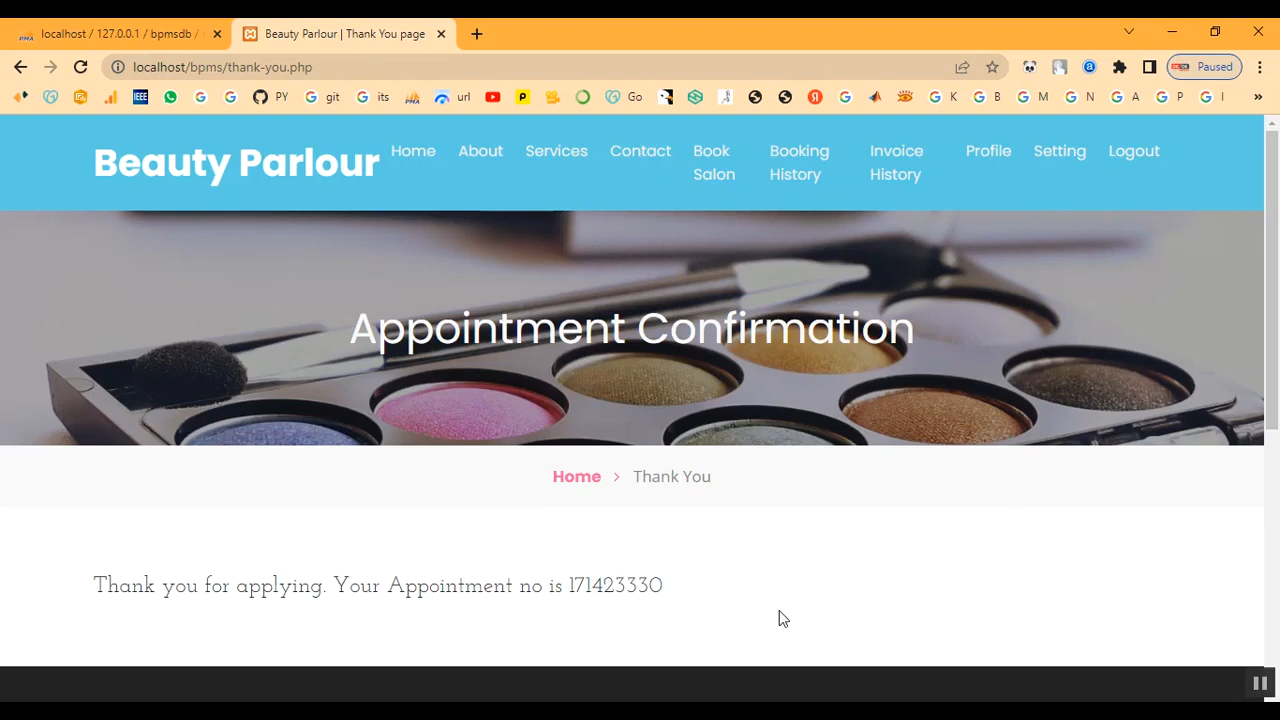 localhost / 127.0.0.1 / bpmsdb /
Beauty Parlour | Thank You page
localhost/bpms/thank-you.php
Paused
IEEE
PY
git
its
url
Go
K
B
M
N
A
P
I
»
Beauty Parlour
Home
About
Services
Contact
Book Salon
Booking History
Invoice History
Profile
Setting
Logout
Appointment Confirmation
Home > Thank You
Thank you for applying. Your Appointment no is 171423330